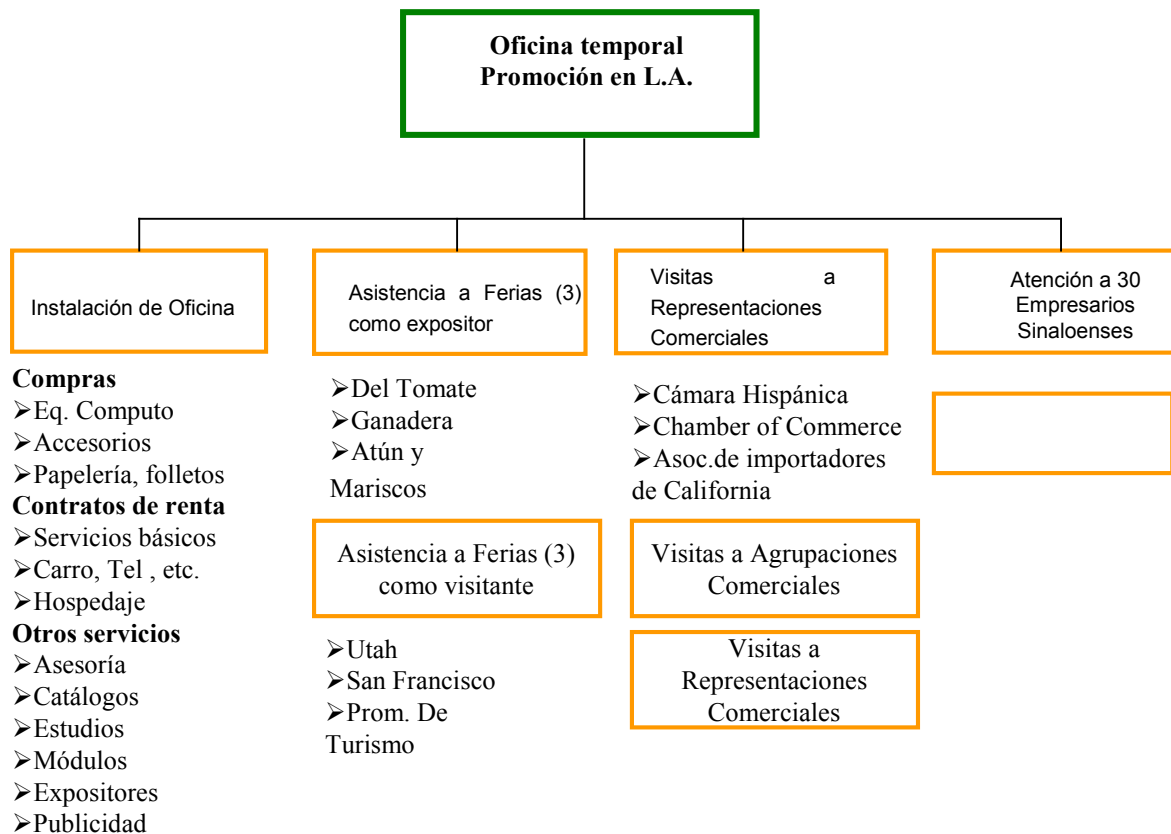 Oficina temporal
Promoción en L.A.
Instalación de Oficina
Compras
➢Eq. Computo
➢Accesorios
➢Papelería, folletos
Contratos de renta
➢Servicios básicos
➢Carro, Tel , etc.
➢Hospedaje
Otros servicios
➢Asesoría
➢Catálogos
➢Estudios
➢Módulos
➢Expositores
➢Publicidad
Asistencia a Ferias (3)
como expositor
➢Del Tomate
➢Ganadera
➢Atún y
Mariscos
Asistencia a Ferias (3)
como visitante
➢Utah
➢San Francisco
➢Prom. De
Turismo
Visitas a
Representaciones
Comerciales
➢Cámara Hispánica
➢Chamber of Commerce
➢Asoc.de importadores
de California
Visitas a Agrupaciones
Comerciales
Visitas a
Representaciones
Comerciales
Atención a 30
Empresarios
Sinaloenses